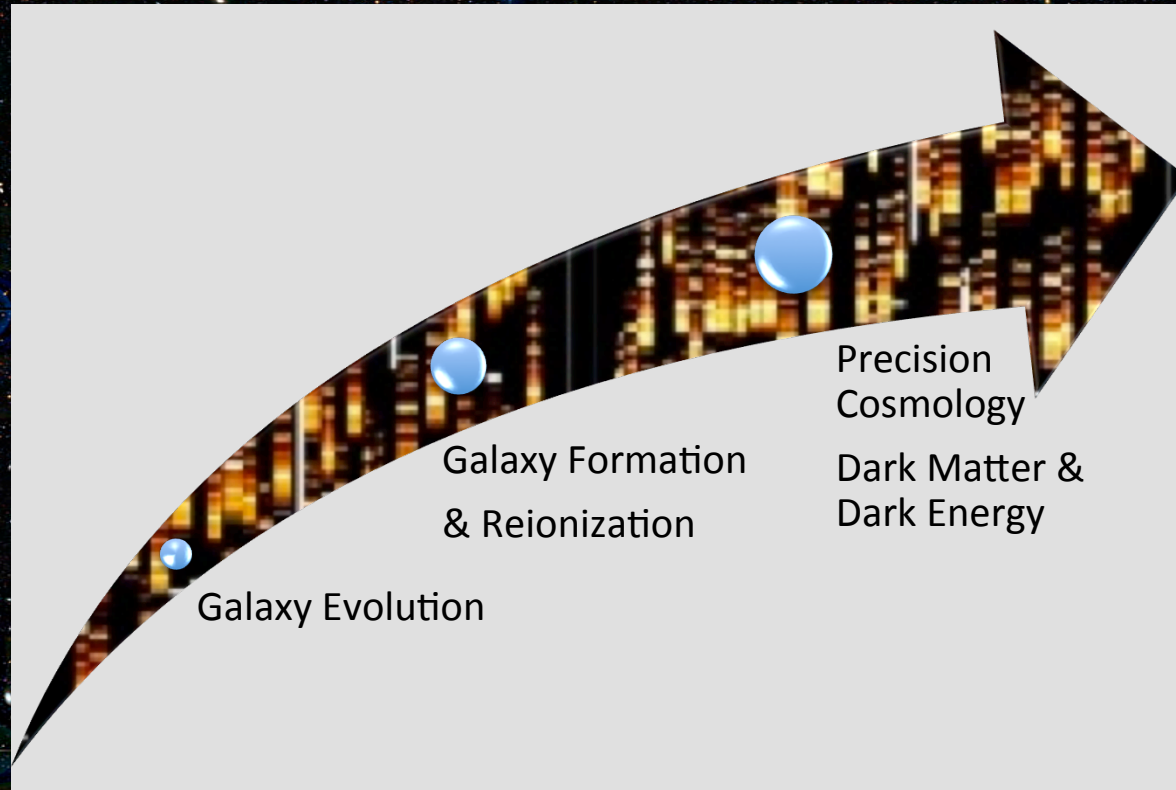 Precision
Cosmology
Dark Matter &
Dark Energy
Galaxy Formation
& Reionization
Galaxy Evolution